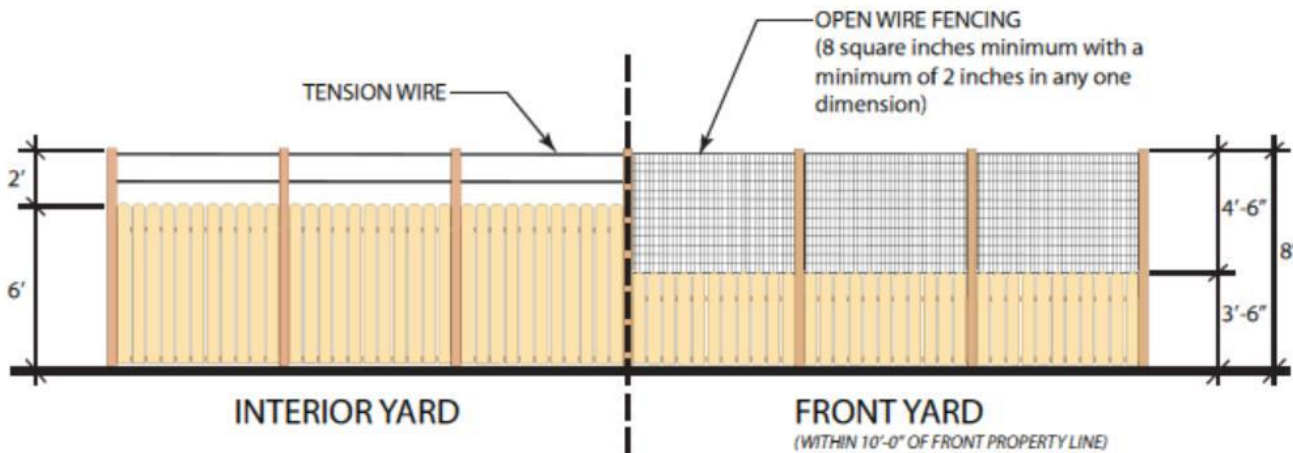 OPEN WIRE FENCING
(8 square inches minimum with a
minimum of 2 inches in any one
dimension)
TENSION WIRE
2'
6'
4'-6"
8'
3'-6"
INTERIOR YARD
FRONT YARD
(WITHIN 10'-0" OF FRONT PROPERTY LINE)